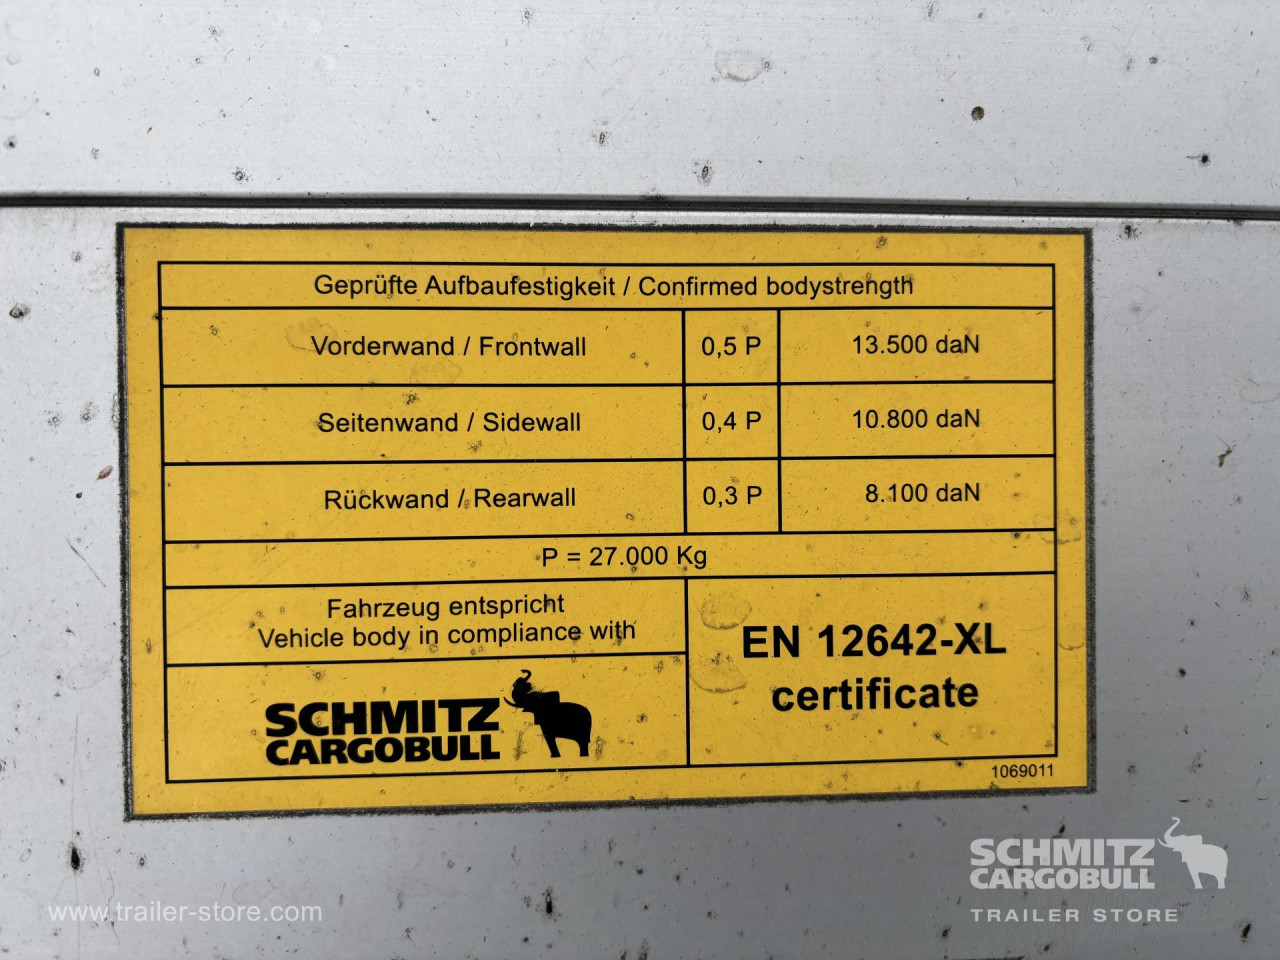 Geprüfte Aufbaufestigkeit / Confirmed bodystrength
Vorderwand / Frontwall 0,5 P 13.500 daN
Seitenwand / Sidewall 0,4 P 10.800 daN
Rückwand / Rearwall 0,3 P 8.100 daN
P = 27.000 Kg
Fahrzeug entspricht
Vehicle body in compliance with
SCHMITZ
CARGOBULL
EN 12642-XL
certificate
1069011
www.trailer-store.com
SCHMITZ
CARGOBULL
TRAILER STORE